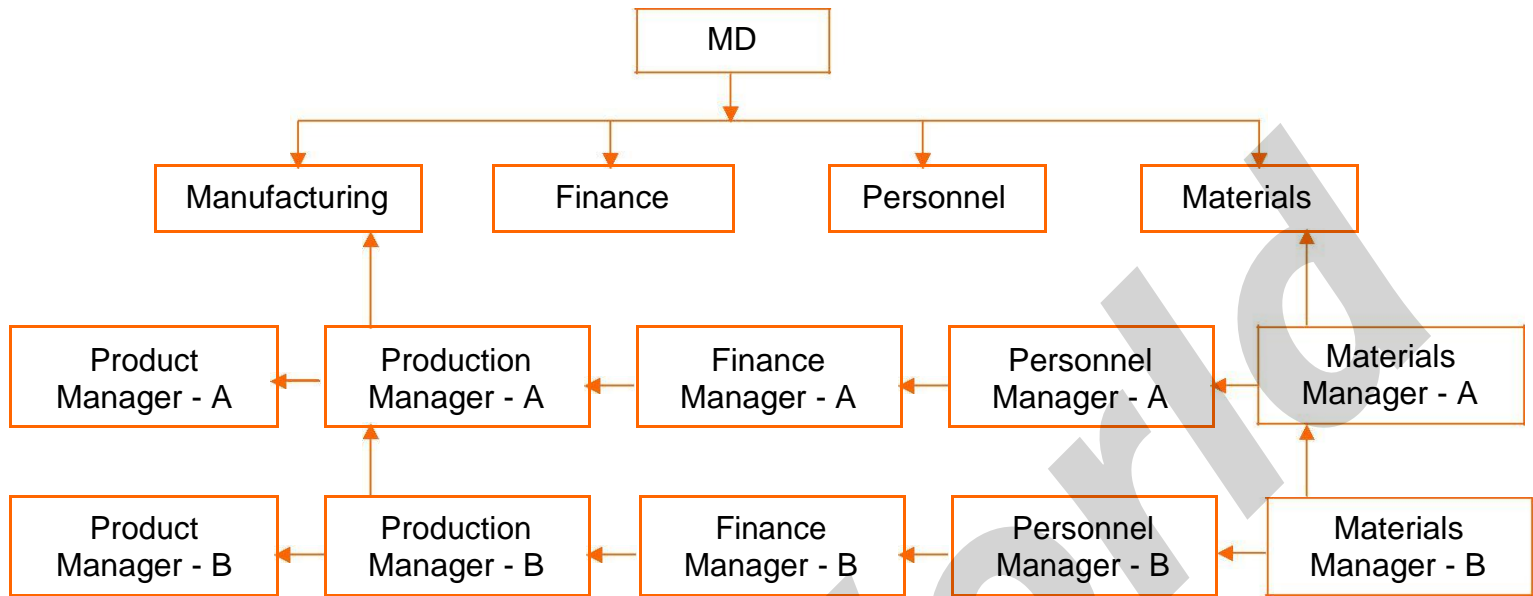 MD
Manufacturing
Finance
Personnel
Materials
Product
Manager - A
Production
Manager - A
Finance
Manager - A
Personnel
Manager - A
Materials
Manager - A
Product
Manager - B
Production
Manager - B
Finance
Manager - B
Personnel
Manager - B
Materials
Manager - B